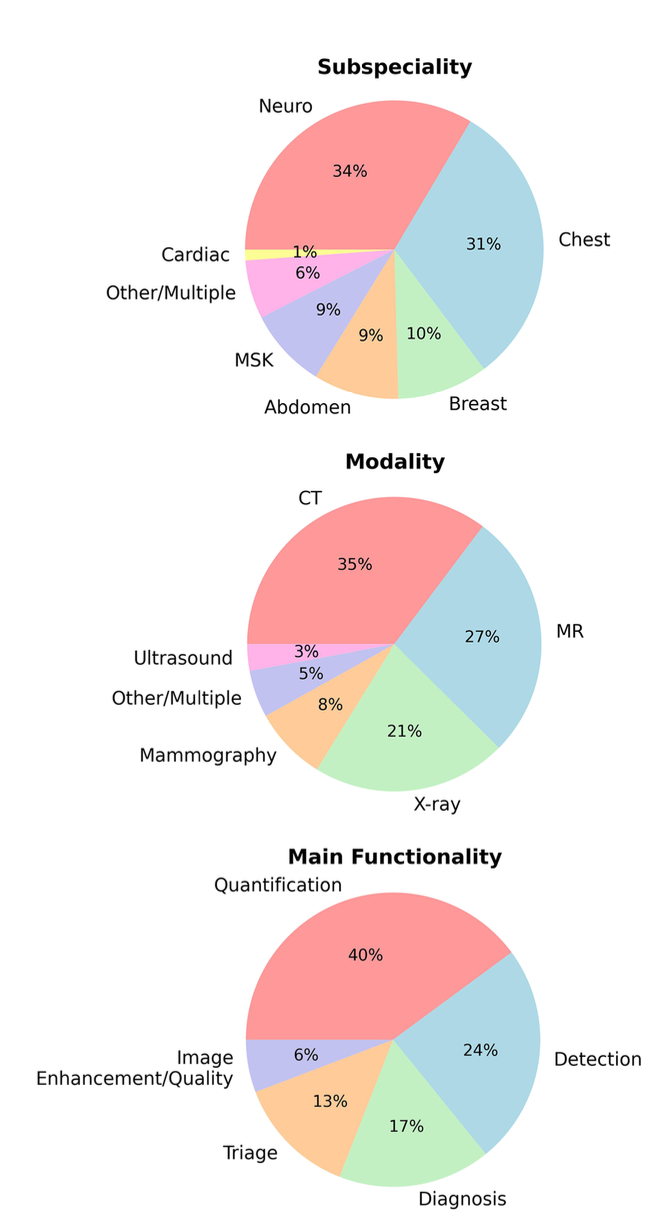 Subspeciality
Neuro
34%
31%
Chest
Cardiac
1%
Other/Multiple
6%
9%
MSK
9%
10%
Abdomen
Breast
Modality
CT
35%
27%
MR
Ultrasound
3%
Other/Multiple
5%
8%
Mammography
21%
X-ray
Main Functionality
Quantification
40%
24%
Detection
Image
Enhancement/Quality
6%
13%
Triage
17%
Diagnosis